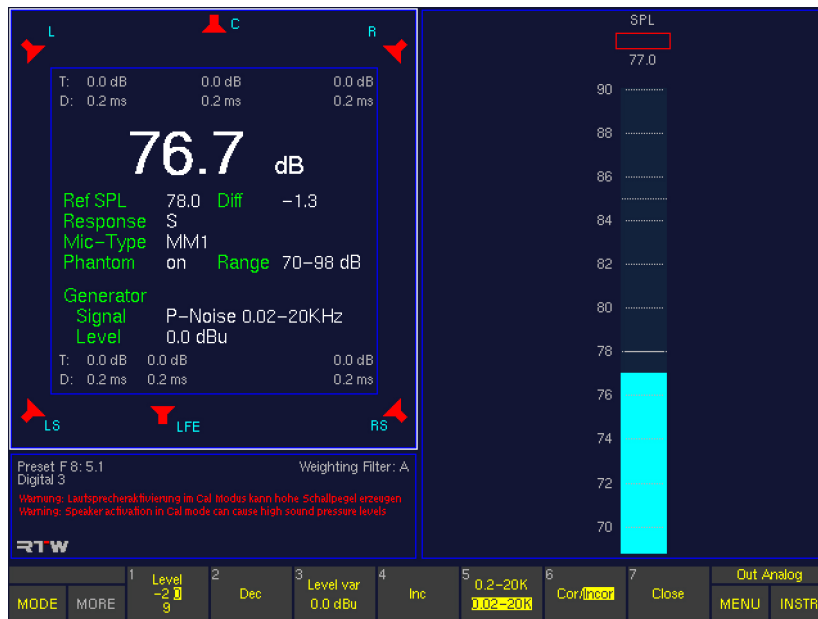 L
C
R
T: 0.0 dB 0.0 dB 0.0 dB
D: 0.2 ms 0.2 ms 0.2 ms
76.7 dB
Ref SPL 78.0 Diff −1.3
Response S
Mic−Type MM1
Phantom on Range 70−98 dB
Generator
Signal P−Noise 0.02−20KHz
Level 0.0 dBu
T: 0.0 dB 0.0 dB 0.0 dB
D: 0.2 ms 0.2 ms 0.2 ms
LS
LFE
RS
Preset F 8: 5.1 Weighting Filter: A
Digital 3
Warnung: Lautsprecheraktivierung im Cal Modus kann hohe Schallpegel erzeugen
Warning: Speaker activation in Cal mode can cause high sound pressure levels
RTW
SPL
77.0
90
88
86
84
82
80
78
76
74
72
70
MODE
MORE
1 Level
−2 0
9
2 Dec
3 Level var
0.0 dBu
4 Inc
5 0.2−20K
0.02−20K
6 Cor/Incor
7 Close
Out Analog
MENU
INSTR